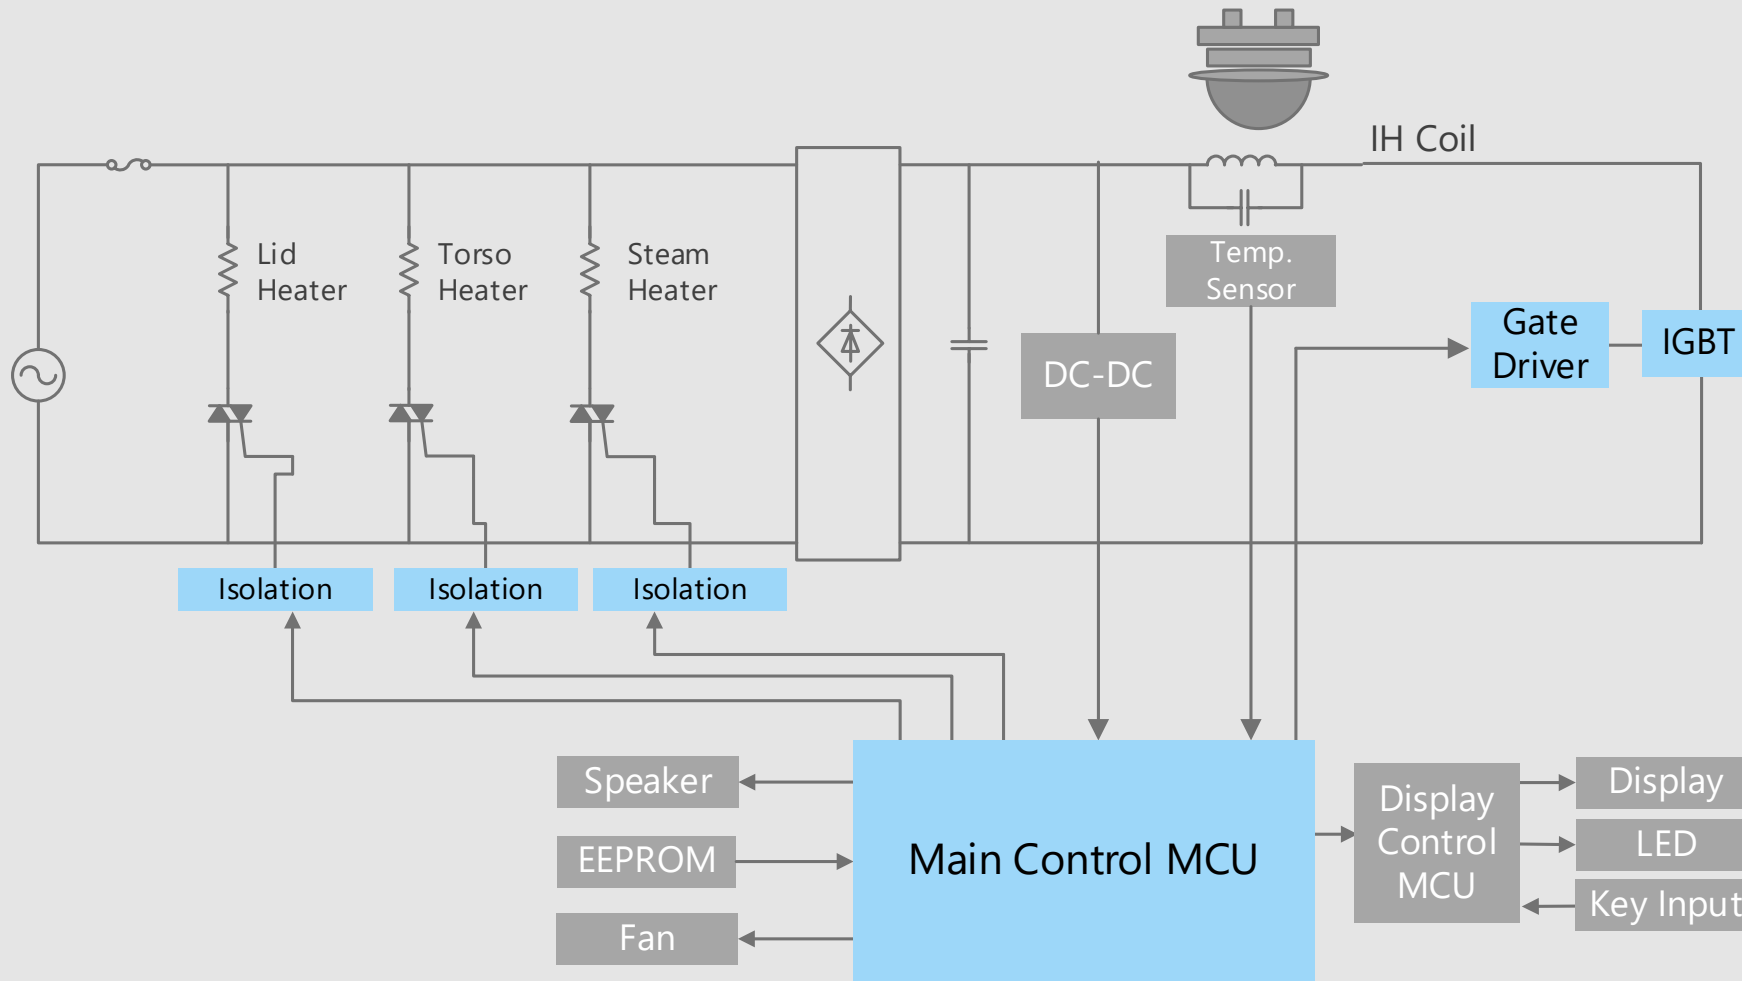 IH Coil
Lid
Heater
Torso
Heater
Steam
Heater
Temp.
Sensor
DC-DC
Gate
Driver
IGBT
Isolation
Isolation
Isolation
Speaker
EEPROM
Fan
Main Control MCU
Display
Control
MCU
Display
LED
Key Input